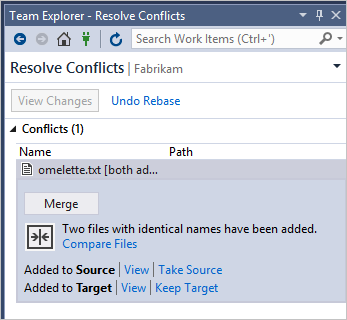 Team Explorer - Resolve Conflicts
Search Work Items (Ctrl+')
Resolve Conflicts | Fabrikam
View Changes Undo Rebase
Conflicts (1)
Name Path
omelette.txt [both ad...
Merge
Two files with identical names have been added.
Compare Files
Added to Source | View | Take Source
Added to Target | View | Keep Target